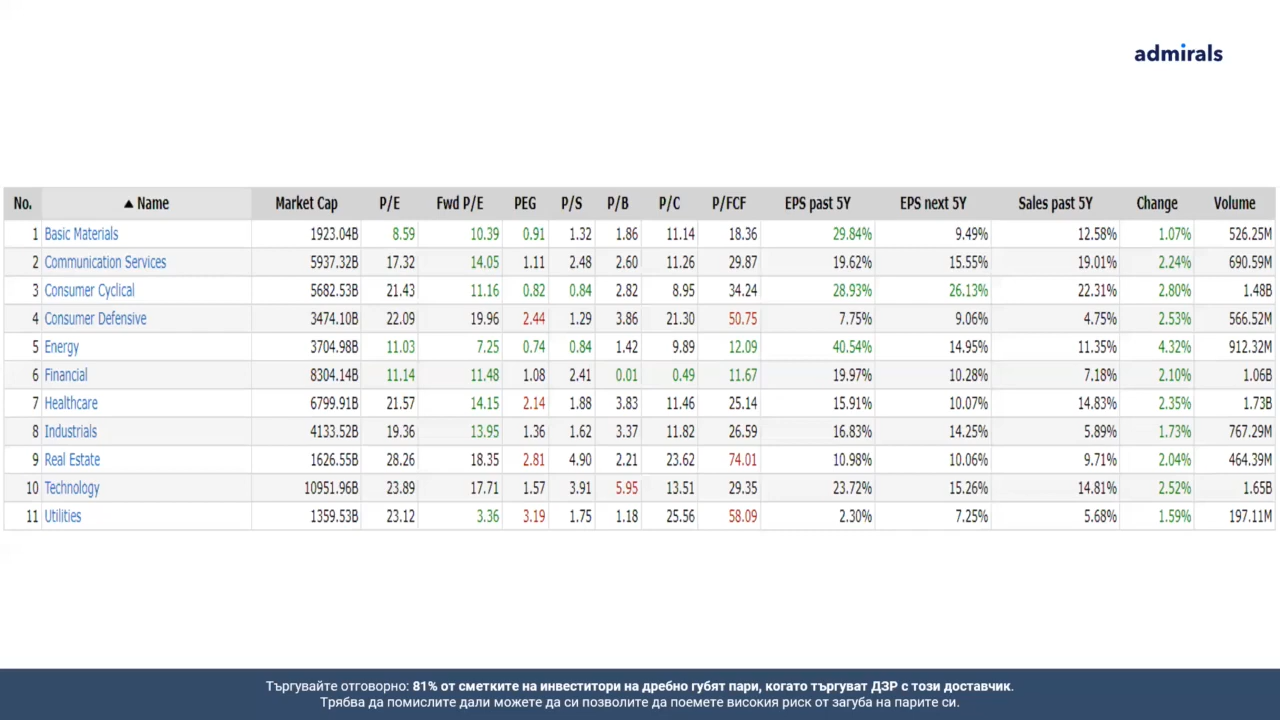 admirals
No. ▲ Name Market Cap P/E Fwd P/E PEG P/S P/B P/C P/FCF EPS past 5Y EPS next 5Y Sales past 5Y Change Volume
1 Basic Materials 1923.04B 8.59 10.39 0.91 1.32 1.86 11.14 18.36 29.84% 9.49% 12.58% 1.07% 526.25M
2 Communication Services 5937.32B 17.32 14.05 1.11 2.48 2.60 11.26 29.87 19.62% 15.55% 19.01% 2.24% 690.59M
3 Consumer Cyclical 5682.53B 21.43 11.16 0.82 0.84 2.82 8.95 34.24 28.93% 26.13% 22.31% 2.80% 1.48B
4 Consumer Defensive 3474.10B 22.09 19.96 2.44 1.29 3.86 21.30 50.75 7.75% 9.06% 4.75% 2.53% 566.52M
5 Energy 3704.98B 11.03 7.25 0.74 0.84 1.42 9.89 12.09 40.54% 14.95% 11.35% 4.32% 912.32M
6 Financial 8304.14B 11.14 11.48 1.08 2.41 0.01 0.49 11.67 19.97% 10.28% 7.18% 2.10% 1.06B
7 Healthcare 6799.91B 21.57 14.15 2.14 1.88 3.83 11.46 25.14 15.91% 10.07% 14.83% 2.35% 1.73B
8 Industrials 4133.52B 19.36 13.95 1.36 1.62 3.37 11.82 26.59 16.83% 14.25% 5.89% 1.73% 767.29M
9 Real Estate 1626.55B 28.26 18.35 2.81 4.90 2.21 23.62 74.01 10.98% 10.06% 9.71% 2.04% 464.39M
10 Technology 10951.96B 23.89 17.71 1.57 3.91 5.95 13.51 29.35 23.72% 15.26% 14.81% 2.52% 1.65B
11 Utilities 1359.53B 23.12 3.36 3.19 1.75 1.18 25.56 58.09 2.30% 7.25% 5.68% 1.59% 197.11M
Търгувайте отговорно: 81% от сметките на инвеститори на дребно губят пари, когато търгуват ДЗР с този доставчик.
Трябва да помислите дали можете да си позволите да поемете високия риск от загуба на парите си.